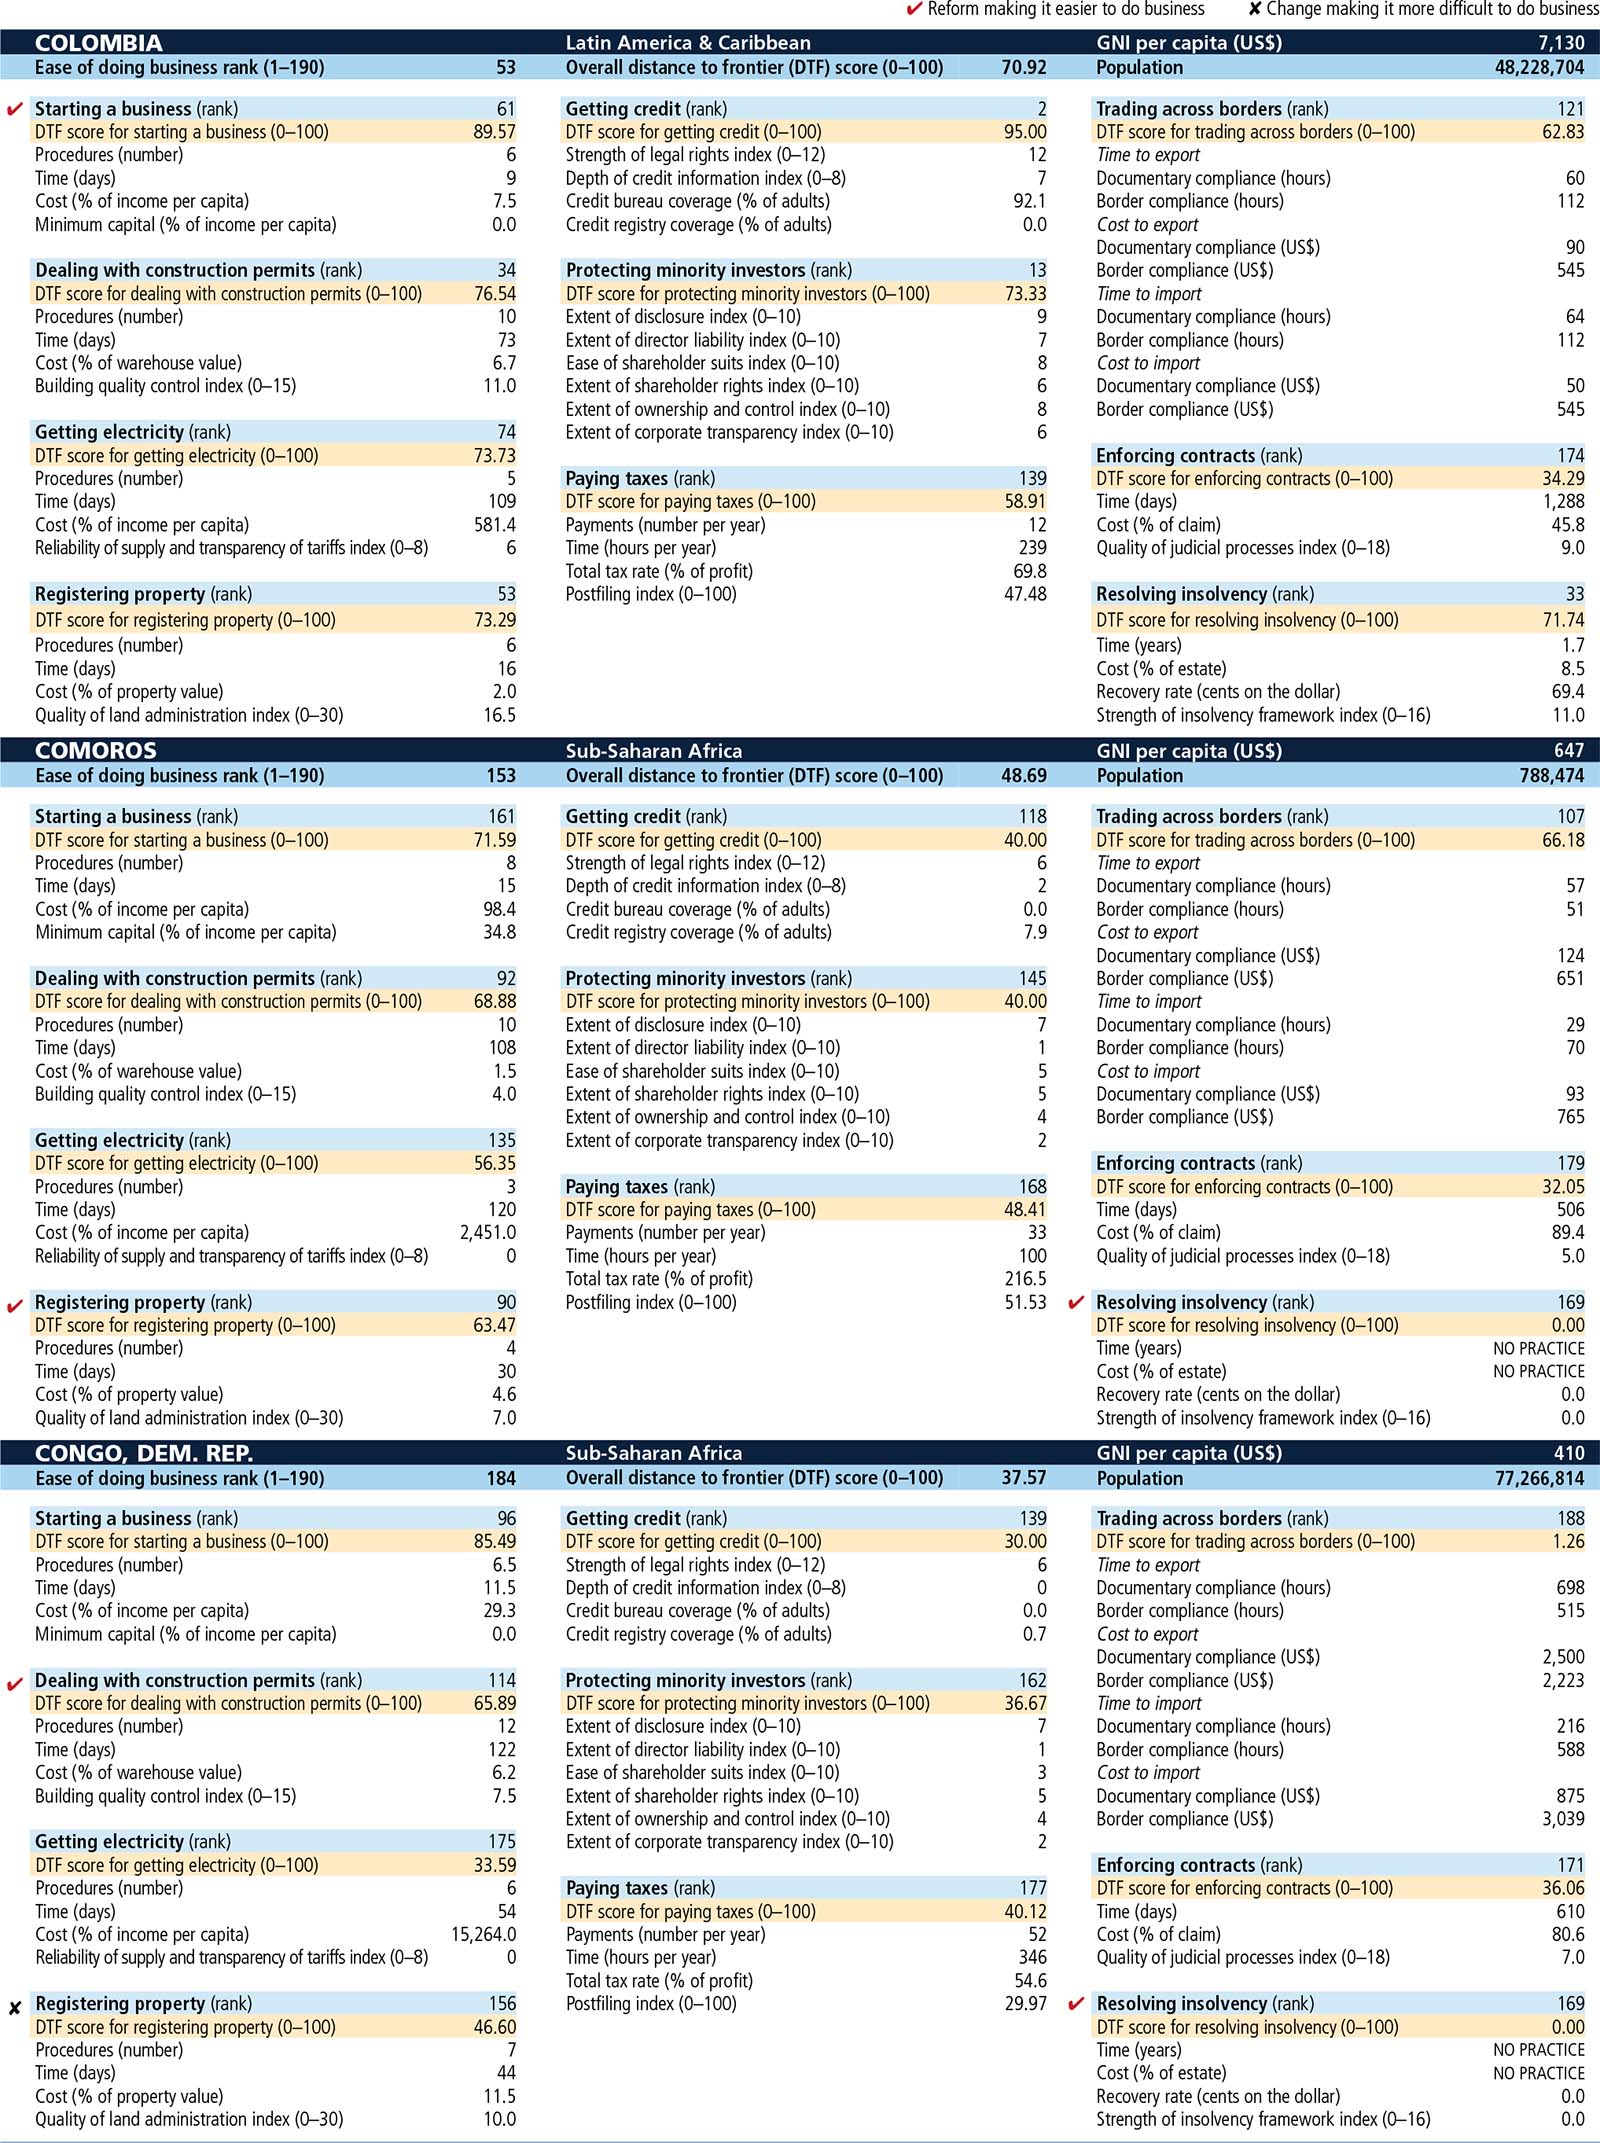 ✔ Reform making it easier to do business ✘ Change making it more difficult to do business
COLOMBIA Latin America & Caribbean GNI per capita (US$) 7,130
Ease of doing business rank (1–190) 53 Overall distance to frontier (DTF) score (0–100) 70.92 Population 48,228,704
✔ Starting a business (rank) 61
DTF score for starting a business (0–100) 89.57
Procedures (number) 6
Time (days) 9
Cost (% of income per capita) 7.5
Minimum capital (% of income per capita) 0.0
Dealing with construction permits (rank) 34
DTF score for dealing with construction permits (0–100) 76.54
Procedures (number) 10
Time (days) 73
Cost (% of warehouse value) 6.7
Building quality control index (0–15) 11.0
Getting electricity (rank) 74
DTF score for getting electricity (0–100) 73.73
Procedures (number) 5
Time (days) 109
Cost (% of income per capita) 581.4
Reliability of supply and transparency of tariffs index (0–8) 6
Registering property (rank) 53
DTF score for registering property (0–100) 73.29
Procedures (number) 6
Time (days) 16
Cost (% of property value) 2.0
Quality of land administration index (0–30) 16.5
Getting credit (rank) 2
DTF score for getting credit (0–100) 95.00
Strength of legal rights index (0–12) 12
Depth of credit information index (0–8) 7
Credit bureau coverage (% of adults) 92.1
Credit registry coverage (% of adults) 0.0
Protecting minority investors (rank) 13
DTF score for protecting minority investors (0–100) 73.33
Extent of disclosure index (0–10) 9
Extent of director liability index (0–10) 7
Ease of shareholder suits index (0–10) 8
Extent of shareholder rights index (0–10) 6
Extent of ownership and control index (0–10) 8
Extent of corporate transparency index (0–10) 6
Paying taxes (rank) 139
DTF score for paying taxes (0–100) 58.91
Payments (number per year) 12
Time (hours per year) 239
Total tax rate (% of profit) 69.8
Postfiling index (0–100) 47.48
Trading across borders (rank) 121
DTF score for trading across borders (0–100) 62.83
Time to export
Documentary compliance (hours) 60
Border compliance (hours) 112
Cost to export
Documentary compliance (US$) 90
Border compliance (US$) 545
Time to import
Documentary compliance (hours) 64
Border compliance (hours) 112
Cost to import
Documentary compliance (US$) 50
Border compliance (US$) 545
Enforcing contracts (rank) 174
DTF score for enforcing contracts (0–100) 34.29
Time (days) 1,288
Cost (% of claim) 45.8
Quality of judicial processes index (0–18) 9.0
Resolving insolvency (rank) 33
DTF score for resolving insolvency (0–100) 71.74
Time (years) 1.7
Cost (% of estate) 8.5
Recovery rate (cents on the dollar) 69.4
Strength of insolvency framework index (0–16) 11.0
COMOROS Sub-Saharan Africa GNI per capita (US$) 647
Ease of doing business rank (1–190) 153 Overall distance to frontier (DTF) score (0–100) 48.69 Population 788,474
Starting a business (rank) 161
DTF score for starting a business (0–100) 71.59
Procedures (number) 8
Time (days) 15
Cost (% of income per capita) 98.4
Minimum capital (% of income per capita) 34.8
Dealing with construction permits (rank) 92
DTF score for dealing with construction permits (0–100) 68.88
Procedures (number) 10
Time (days) 108
Cost (% of warehouse value) 1.5
Building quality control index (0–15) 4.0
Getting electricity (rank) 135
DTF score for getting electricity (0–100) 56.35
Procedures (number) 3
Time (days) 120
Cost (% of income per capita) 2,451.0
Reliability of supply and transparency of tariffs index (0–8) 0
✔ Registering property (rank) 90
DTF score for registering property (0–100) 63.47
Procedures (number) 4
Time (days) 30
Cost (% of property value) 4.6
Quality of land administration index (0–30) 7.0
Getting credit (rank) 118
DTF score for getting credit (0–100) 40.00
Strength of legal rights index (0–12) 6
Depth of credit information index (0–8) 2
Credit bureau coverage (% of adults) 0.0
Credit registry coverage (% of adults) 7.9
Protecting minority investors (rank) 145
DTF score for protecting minority investors (0–100) 40.00
Extent of disclosure index (0–10) 7
Extent of director liability index (0–10) 1
Ease of shareholder suits index (0–10) 5
Extent of shareholder rights index (0–10) 5
Extent of ownership and control index (0–10) 4
Extent of corporate transparency index (0–10) 2
Paying taxes (rank) 168
DTF score for paying taxes (0–100) 48.41
Payments (number per year) 33
Time (hours per year) 100
Total tax rate (% of profit) 216.5
Postfiling index (0–100) 51.53
Trading across borders (rank) 107
DTF score for trading across borders (0–100) 66.18
Time to export
Documentary compliance (hours) 57
Border compliance (hours) 51
Cost to export
Documentary compliance (US$) 124
Border compliance (US$) 651
Time to import
Documentary compliance (hours) 29
Border compliance (hours) 70
Cost to import
Documentary compliance (US$) 93
Border compliance (US$) 765
Enforcing contracts (rank) 179
DTF score for enforcing contracts (0–100) 32.05
Time (days) 506
Cost (% of claim) 89.4
Quality of judicial processes index (0–18) 5.0
✔ Resolving insolvency (rank) 169
DTF score for resolving insolvency (0–100) 0.00
Time (years) NO PRACTICE
Cost (% of estate) NO PRACTICE
Recovery rate (cents on the dollar) 0.0
Strength of insolvency framework index (0–16) 0.0
CONGO, DEM. REP. Sub-Saharan Africa GNI per capita (US$) 410
Ease of doing business rank (1–190) 184 Overall distance to frontier (DTF) score (0–100) 37.57 Population 77,266,814
Starting a business (rank) 96
DTF score for starting a business (0–100) 85.49
Procedures (number) 6.5
Time (days) 11.5
Cost (% of income per capita) 29.3
Minimum capital (% of income per capita) 0.0
✔ Dealing with construction permits (rank) 114
DTF score for dealing with construction permits (0–100) 65.89
Procedures (number) 12
Time (days) 122
Cost (% of warehouse value) 6.2
Building quality control index (0–15) 7.5
Getting electricity (rank) 175
DTF score for getting electricity (0–100) 33.59
Procedures (number) 6
Time (days) 54
Cost (% of income per capita) 15,264.0
Reliability of supply and transparency of tariffs index (0–8) 0
✘ Registering property (rank) 156
DTF score for registering property (0–100) 46.60
Procedures (number) 7
Time (days) 44
Cost (% of property value) 11.5
Quality of land administration index (0–30) 10.0
Getting credit (rank) 139
DTF score for getting credit (0–100) 30.00
Strength of legal rights index (0–12) 6
Depth of credit information index (0–8) 0
Credit bureau coverage (% of adults) 0.0
Credit registry coverage (% of adults) 0.7
Protecting minority investors (rank) 162
DTF score for protecting minority investors (0–100) 36.67
Extent of disclosure index (0–10) 7
Extent of director liability index (0–10) 1
Ease of shareholder suits index (0–10) 3
Extent of shareholder rights index (0–10) 5
Extent of ownership and control index (0–10) 4
Extent of corporate transparency index (0–10) 2
Paying taxes (rank) 177
DTF score for paying taxes (0–100) 40.12
Payments (number per year) 52
Time (hours per year) 346
Total tax rate (% of profit) 54.6
Postfiling index (0–100) 29.97
Trading across borders (rank) 188
DTF score for trading across borders (0–100) 1.26
Time to export
Documentary compliance (hours) 698
Border compliance (hours) 515
Cost to export
Documentary compliance (US$) 2,500
Border compliance (US$) 2,223
Time to import
Documentary compliance (hours) 216
Border compliance (hours) 588
Cost to import
Documentary compliance (US$) 875
Border compliance (US$) 3,039
Enforcing contracts (rank) 171
DTF score for enforcing contracts (0–100) 36.06
Time (days) 610
Cost (% of claim) 80.6
Quality of judicial processes index (0–18) 7.0
✔ Resolving insolvency (rank) 169
DTF score for resolving insolvency (0–100) 0.00
Time (years) NO PRACTICE
Cost (% of estate) NO PRACTICE
Recovery rate (cents on the dollar) 0.0
Strength of insolvency framework index (0–16) 0.0